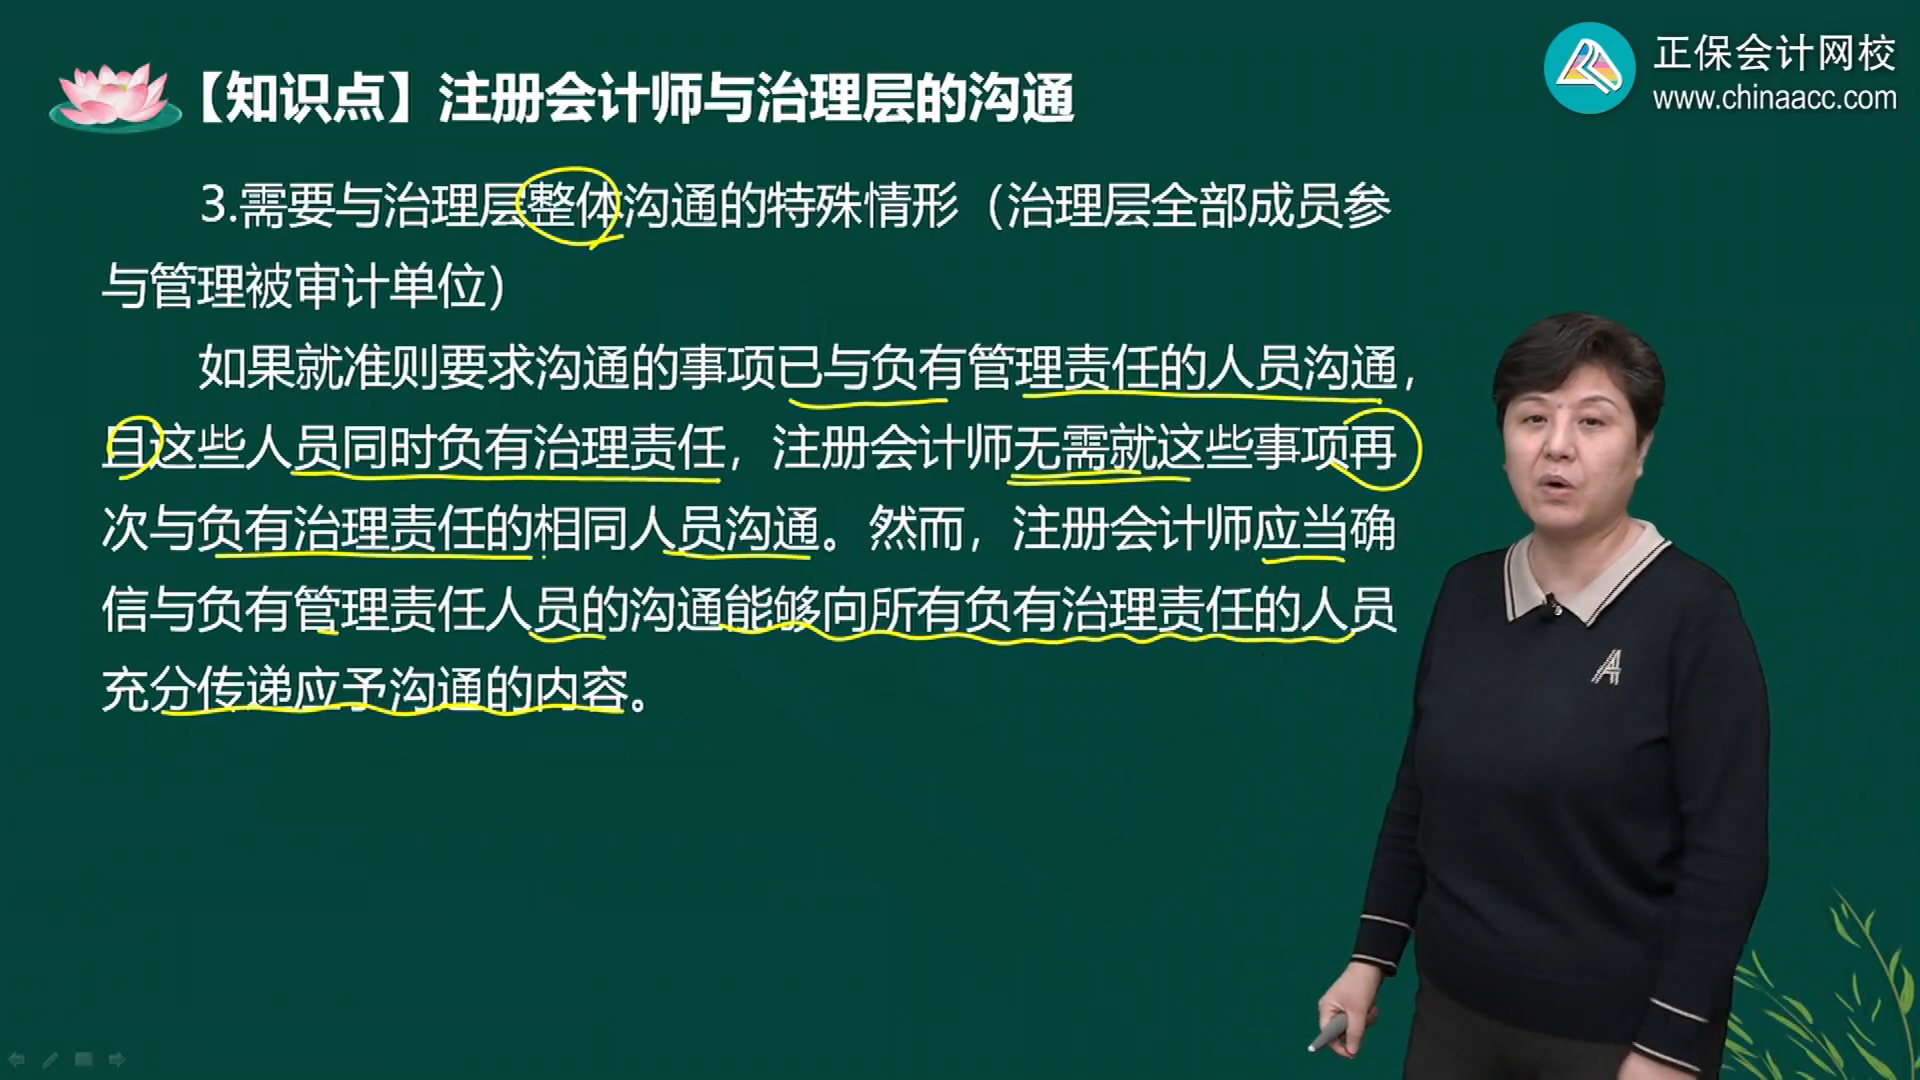 正保会计网校
www.chinaacc.com
【知识点】注册会计师与治理层的沟通
3.需要与治理层整体沟通的特殊情形（治理层全部成员参
与管理被审计单位）
如果就准则要求沟通的事项已与负有管理责任的人员沟通，
且这些人员同时负有治理责任，注册会计师无需就这些事项再
次与负有治理责任的相同人员沟通。然而，注册会计师应当确
信与负有管理责任人员的沟通能够向所有负有治理责任的人员
充分传递应予沟通的内容。
A